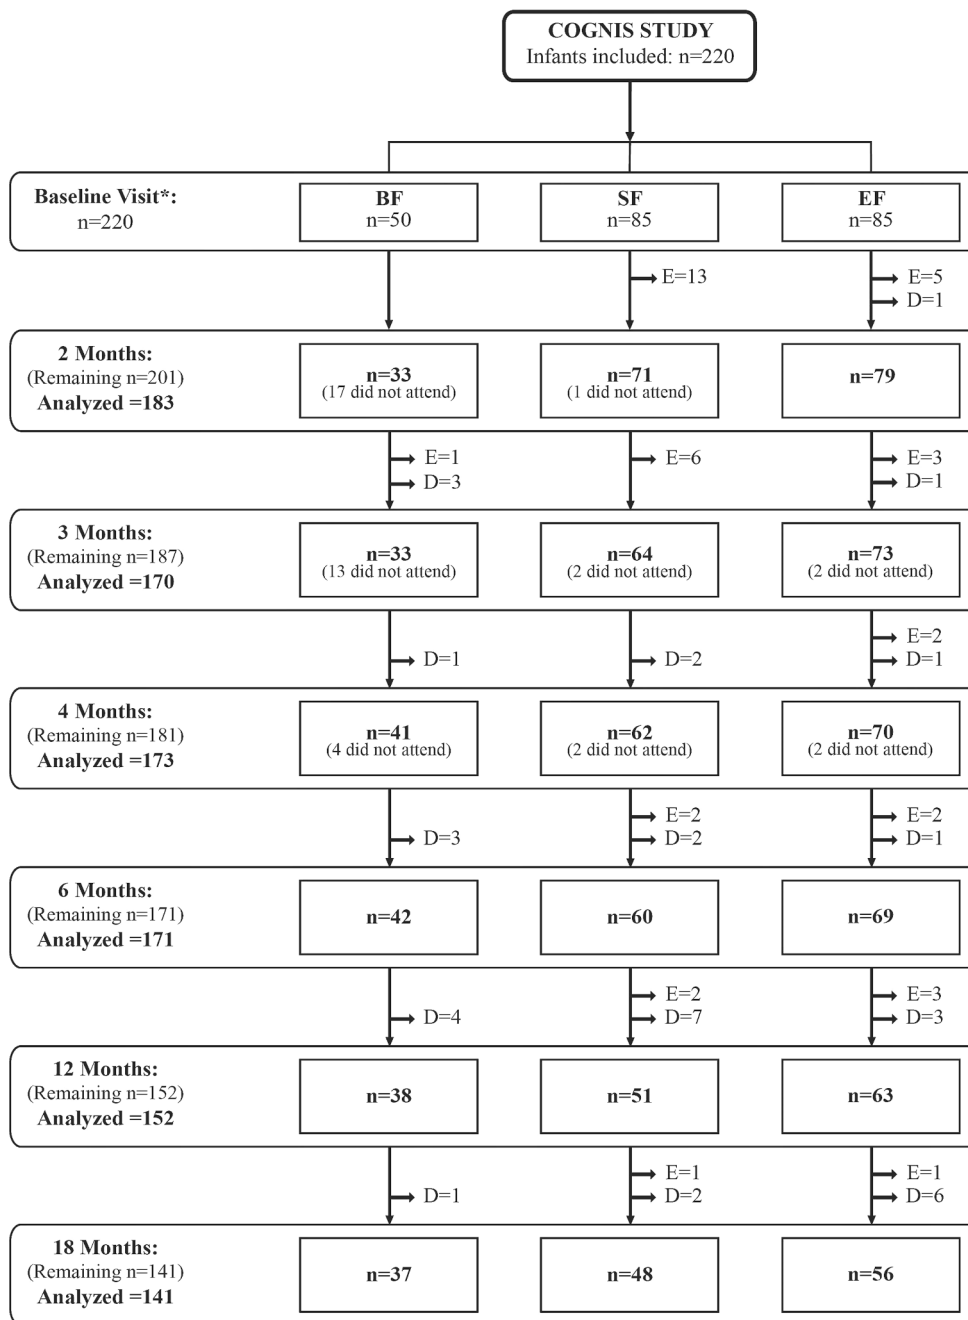 COGNIS STUDY
Infants included: n=220
Baseline Visit*:
n=220
BF
n=50
SF
n=85
EF
n=85
E=13
E=5
D=1
2 Months:
(Remaining n=201)
Analyzed =183
n=33
(17 did not attend)
n=71
(1 did not attend)
n=79
E=1
D=3
E=6
E=3
D=1
3 Months:
(Remaining n=187)
Analyzed =170
n=33
(13 did not attend)
n=64
(2 did not attend)
n=73
(2 did not attend)
D=1
D=2
E=2
D=1
4 Months:
(Remaining n=181)
Analyzed =173
n=41
(4 did not attend)
n=62
(2 did not attend)
n=70
(2 did not attend)
D=3
E=2
D=2
E=2
D=1
6 Months:
(Remaining n=171)
Analyzed =171
n=42
n=60
n=69
D=4
E=2
D=7
E=3
D=3
12 Months:
(Remaining n=152)
Analyzed =152
n=38
n=51
n=63
D=1
E=1
D=2
E=1
D=6
18 Months:
(Remaining n=141)
Analyzed =141
n=37
n=48
n=56